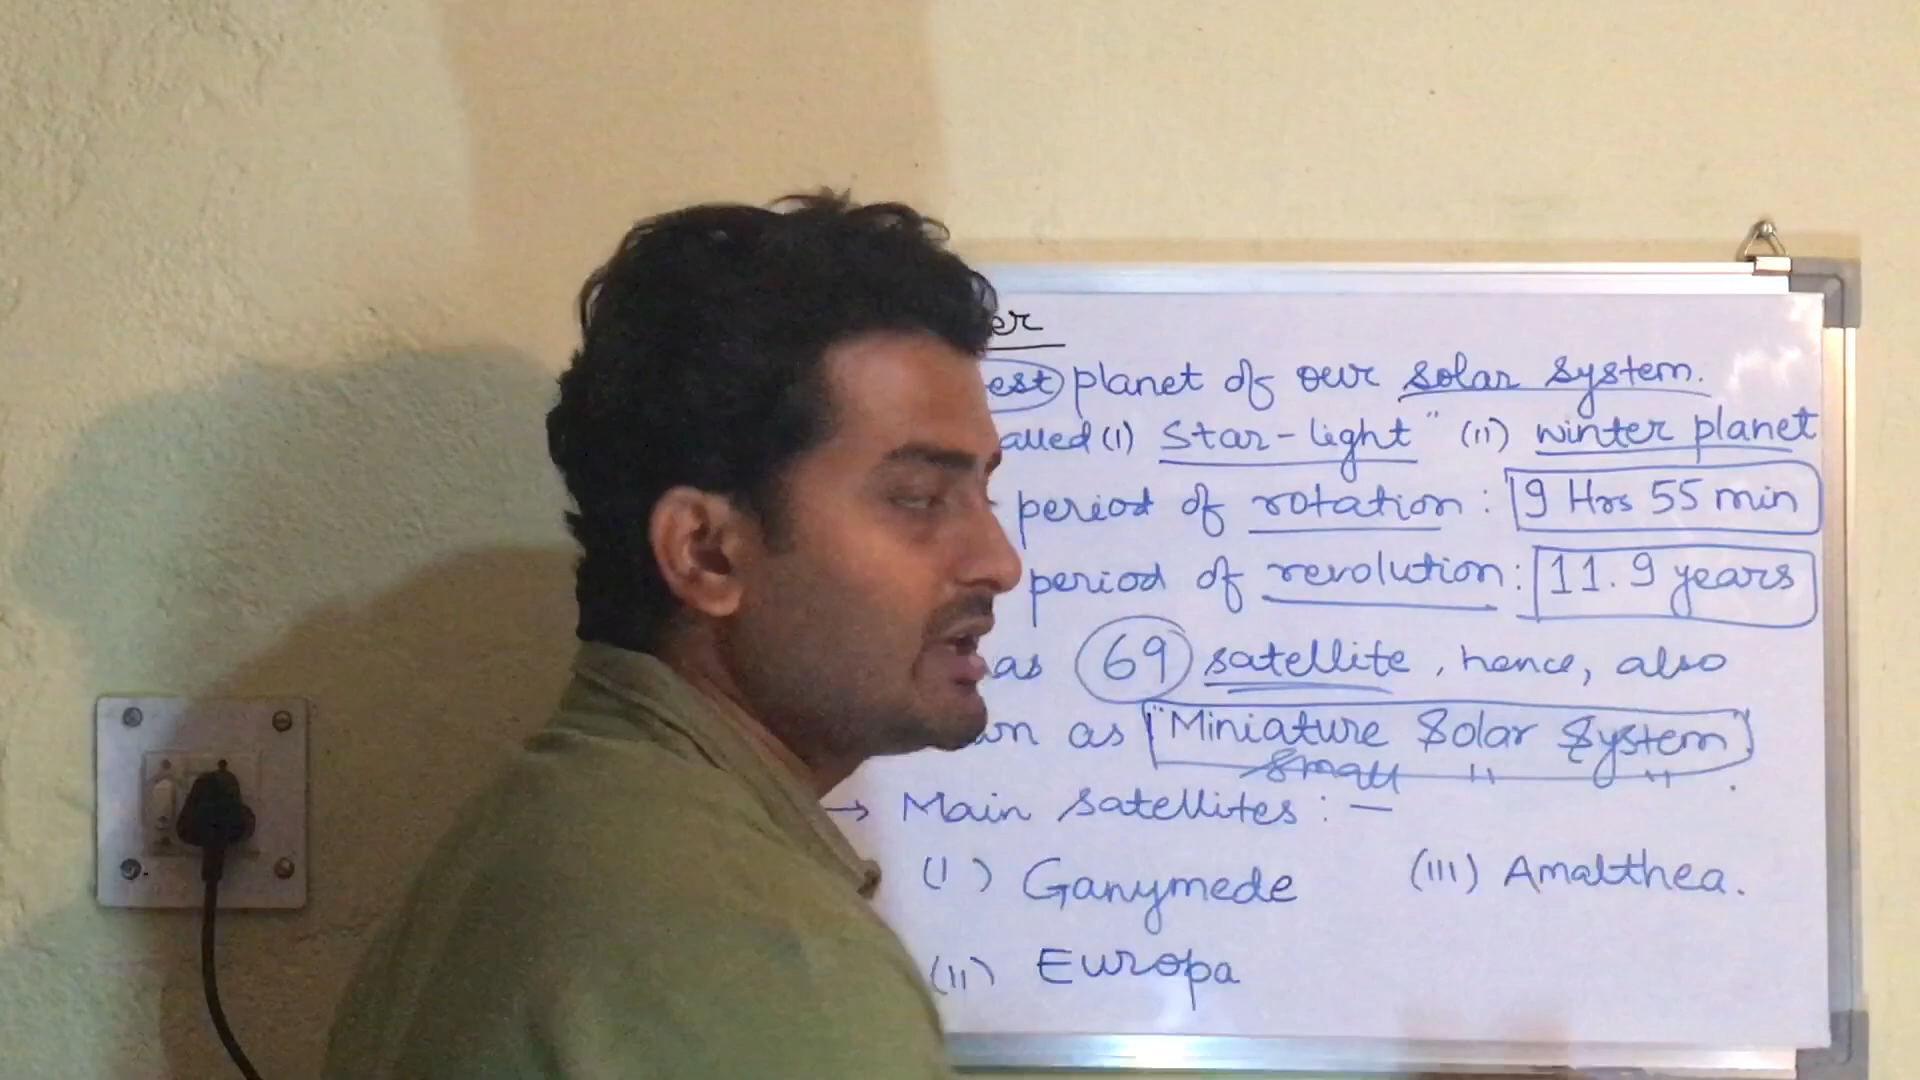 er
est planet of our solar system.
alled (i) Star-light" (ii) winter planet
period of rotation : 9 Hrs 55 min
period of revolution : 11.9 years
as 69 satellite, hence, also
wn as "Miniature Solar System"
small " "
→ Main Satellites : —
(i) Ganymede (iii) Amalthea.
(ii) Europa